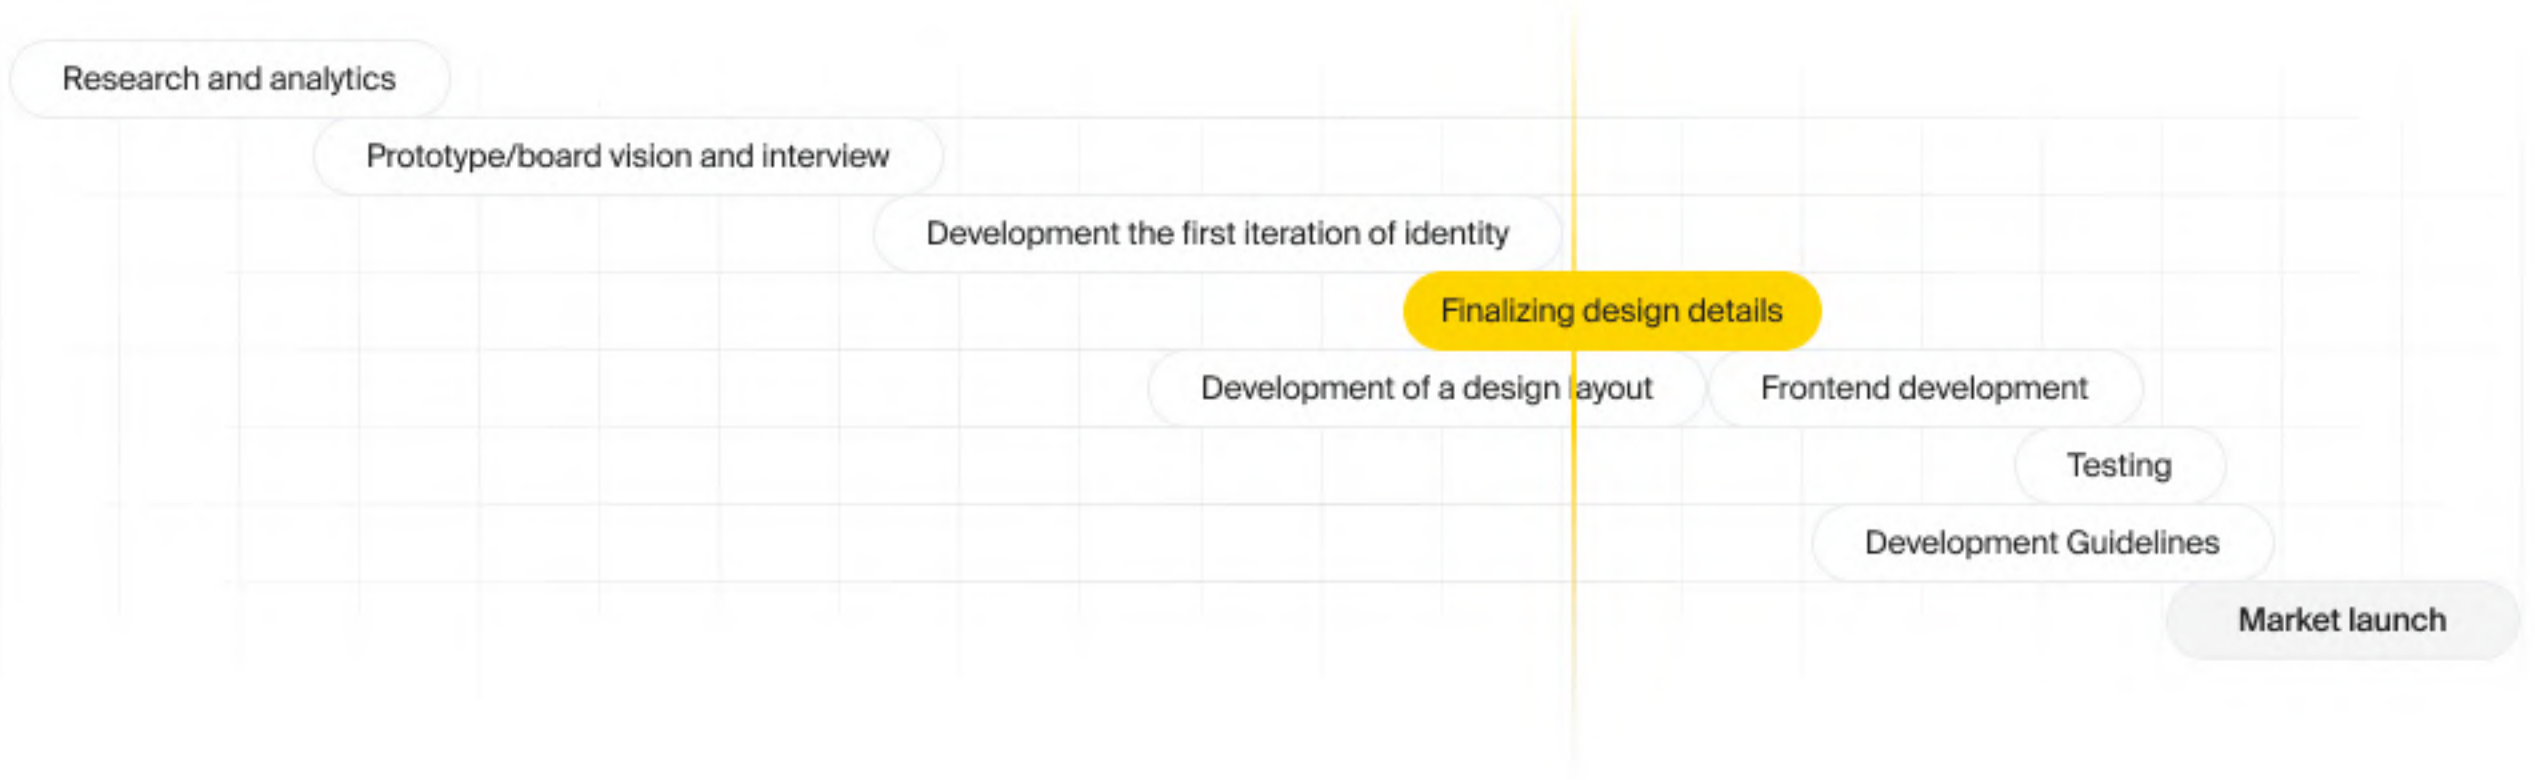 Research and analytics
Prototype/board vision and interview
Development the first iteration of identity
Finalizing design details
Development of a design layout
Frontend development
Testing
Development Guidelines
Market launch